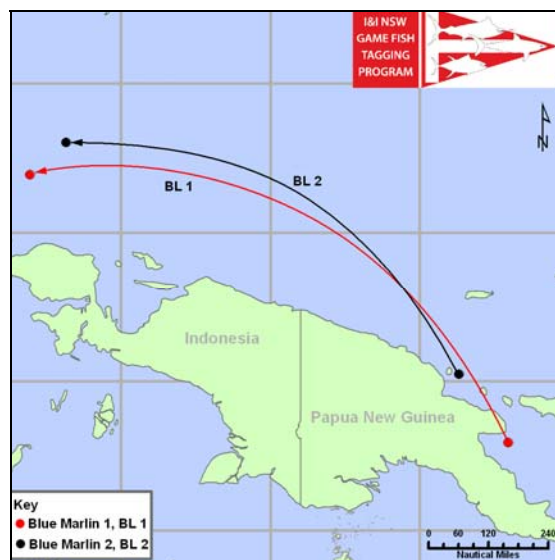 I&I NSW
GAME FISH
TAGGING
PROGRAM
N
BL 2
BL 1
Indonesia
Papua New Guinea
Key
Blue Marlin 1, BL 1
Blue Marlin 2, BL 2
0 60 120 240
Nautical Miles